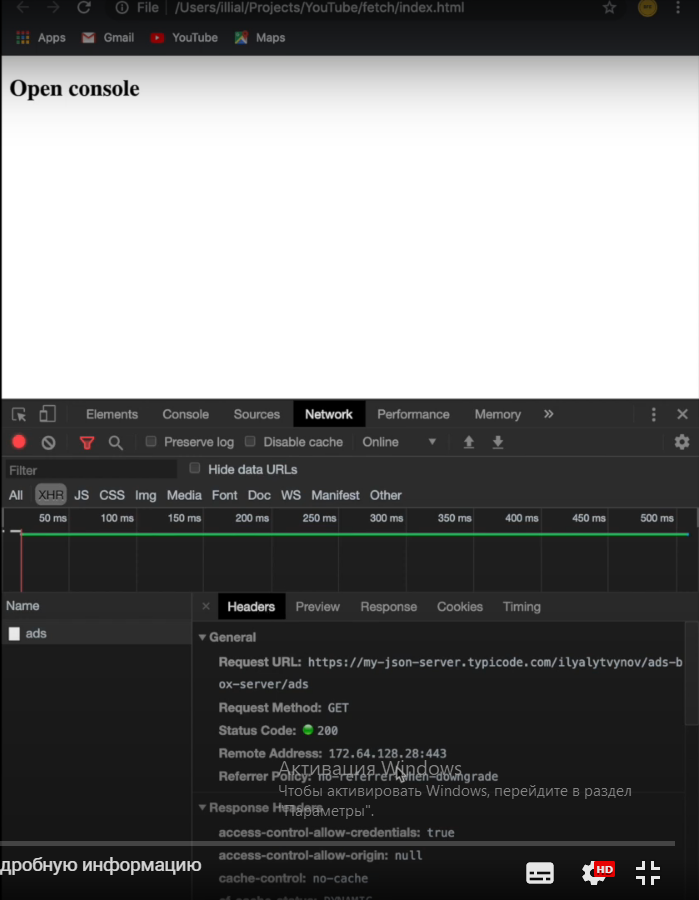 File | /Users/illial/Projects/YouTube/fetch/index.html
Apps Gmail YouTube Maps
Open console
Elements Console Sources Network Performance Memory »
Preserve log Disable cache Online
Filter Hide data URLs
All XHR JS CSS Img Media Font Doc WS Manifest Other
50 ms 100 ms 150 ms 200 ms 250 ms 300 ms 350 ms 400 ms 450 ms 500 ms
Name × Headers Preview Response Cookies Timing
ads
General
Request URL: https://my-json-server.typicode.com/ilyalytvynov/ads-b
ox-server/ads
Request Method: GET
Status Code: 200
Remote Address: 172.64.128.28:443
Активация Windows
Referrer Policy: no-referrer-when-downgrade
Чтобы активировать Windows, перейдите в раздел
Response Headers
"Параметры".
access-control-allow-credentials: true
access-control-allow-origin: null
дробную информацию
HD
cache-control: no-cache